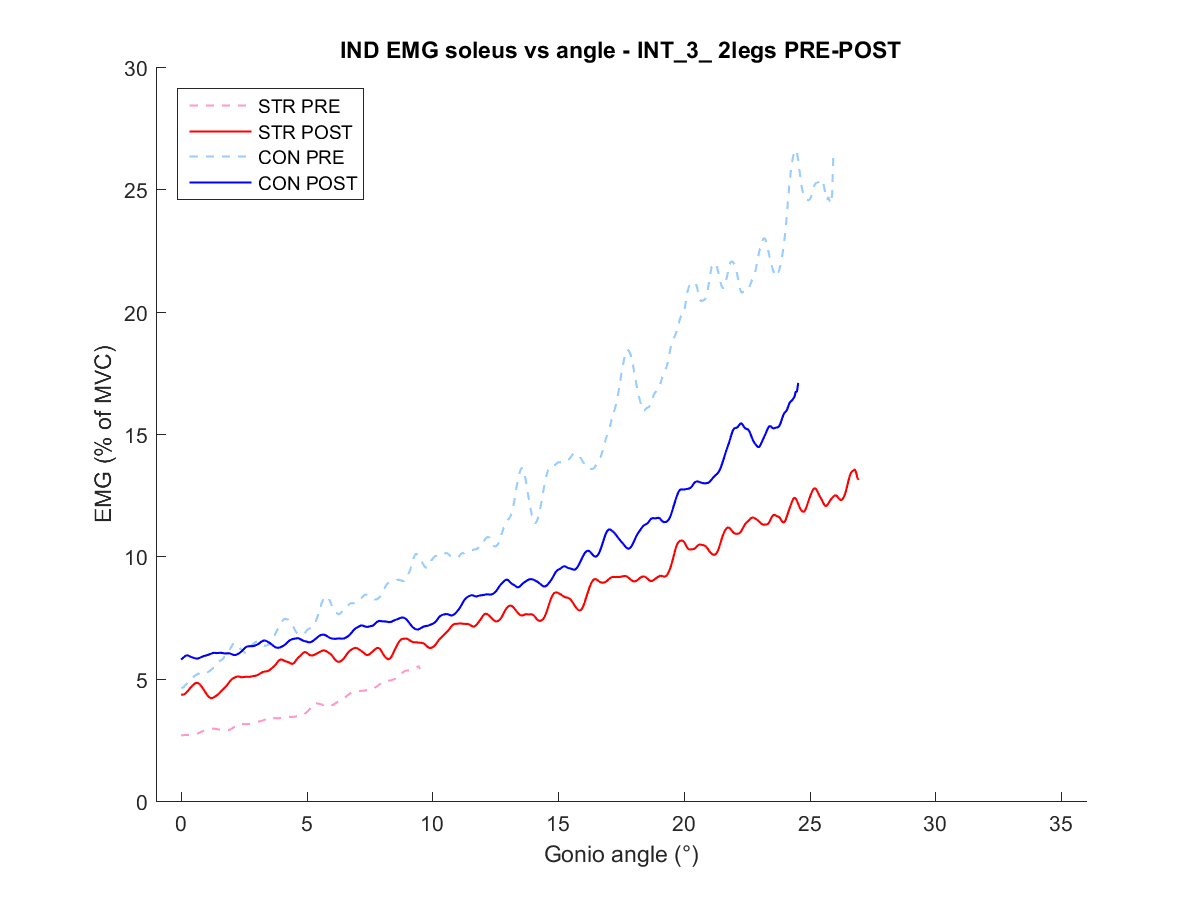 IND EMG soleus vs angle - INT_3_ 2legs PRE-POST
30
25
20
15
10
5
0
EMG (% of MVC)
STR PRE
STR POST
CON PRE
CON POST
0 5 10 15 20 25 30 35
Gonio angle (°)